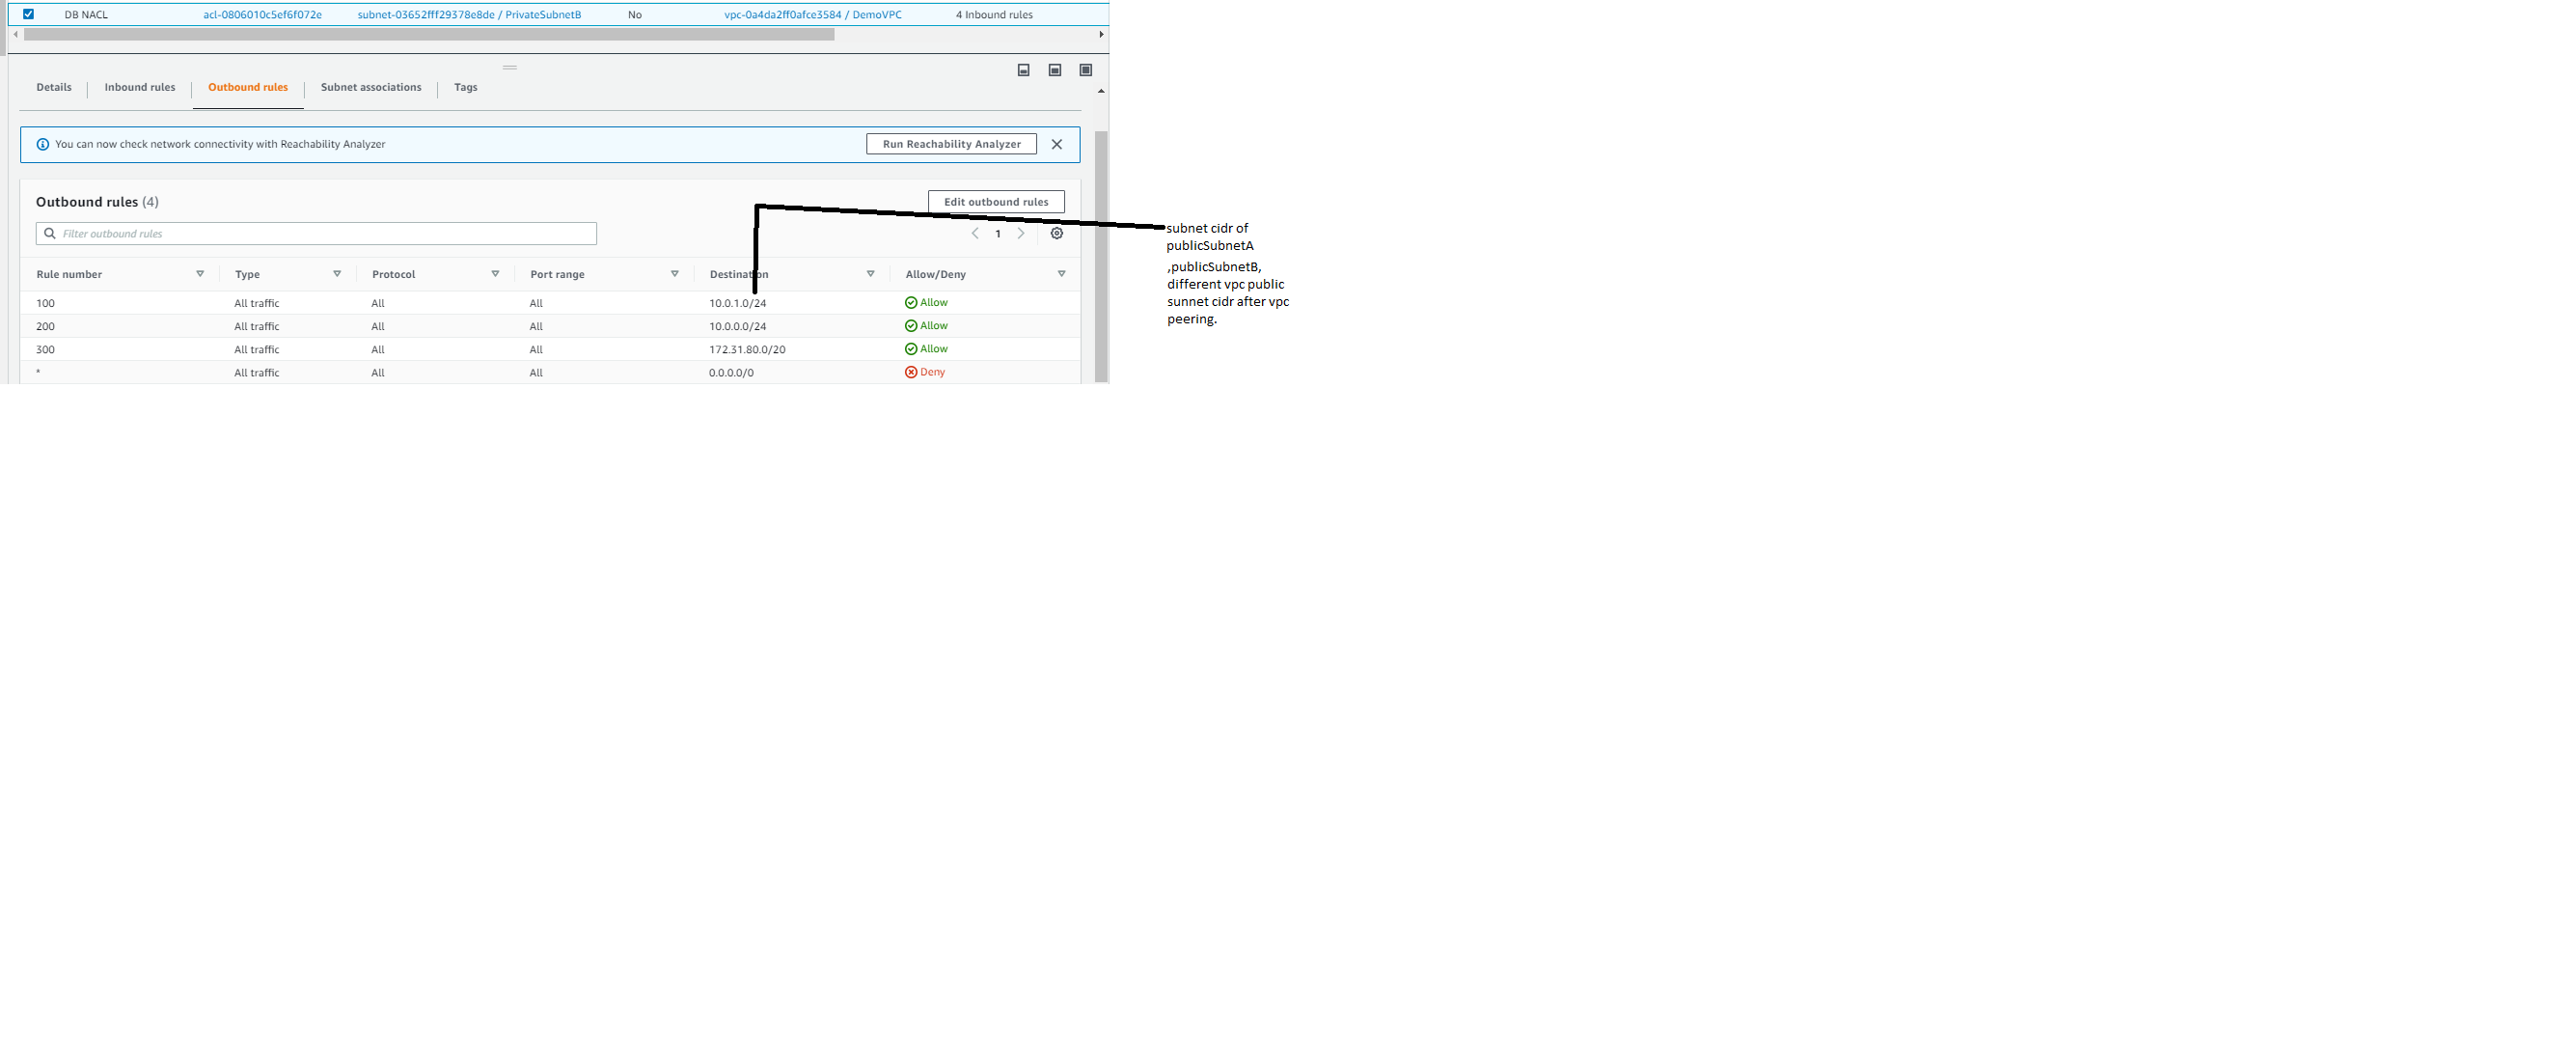 DB NACL acl-0806010c5ef6f072e subnet-03652fff29378e8de / PrivateSubnetB No vpc-0a4da2ff0afce3584 / DemoVPC 4 Inbound rules
Details Inbound rules Outbound rules Subnet associations Tags
You can now check network connectivity with Reachability Analyzer Run Reachability Analyzer
Outbound rules (4) Edit outbound rules
Filter outbound rules 1
Rule number Type Protocol Port range Destination Allow/Deny
100 All traffic All All 10.0.1.0/24 Allow
200 All traffic All All 10.0.0.0/24 Allow
300 All traffic All All 172.31.80.0/20 Allow
* All traffic All All 0.0.0.0/0 Deny
subnet cidr of
publicSubnetA
,publicSubnetB,
different vpc public
sunnet cidr after vpc
peering.